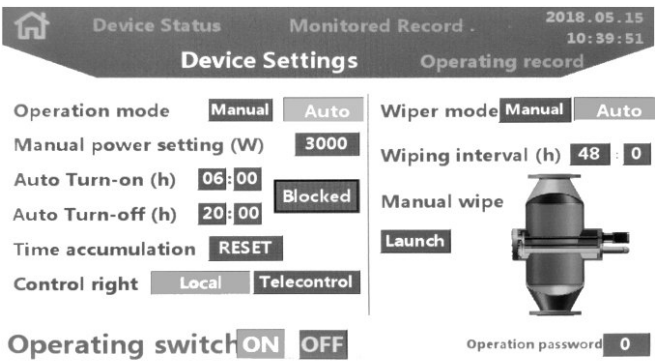 Device Status Monitored Record . 2018.05.15
10:39:51
Device Settings Operating record
Operation mode Manual Auto
Manual power setting (W) 3000
Auto Turn-on (h) 06:00
Blocked
Auto Turn-off (h) 20:00
Time accumulation RESET
Control right Local Telecontrol
Operating switch ON OFF
Wiper mode Manual Auto
Wiping interval (h) 48 : 0
Manual wipe
Launch
Operation password 0